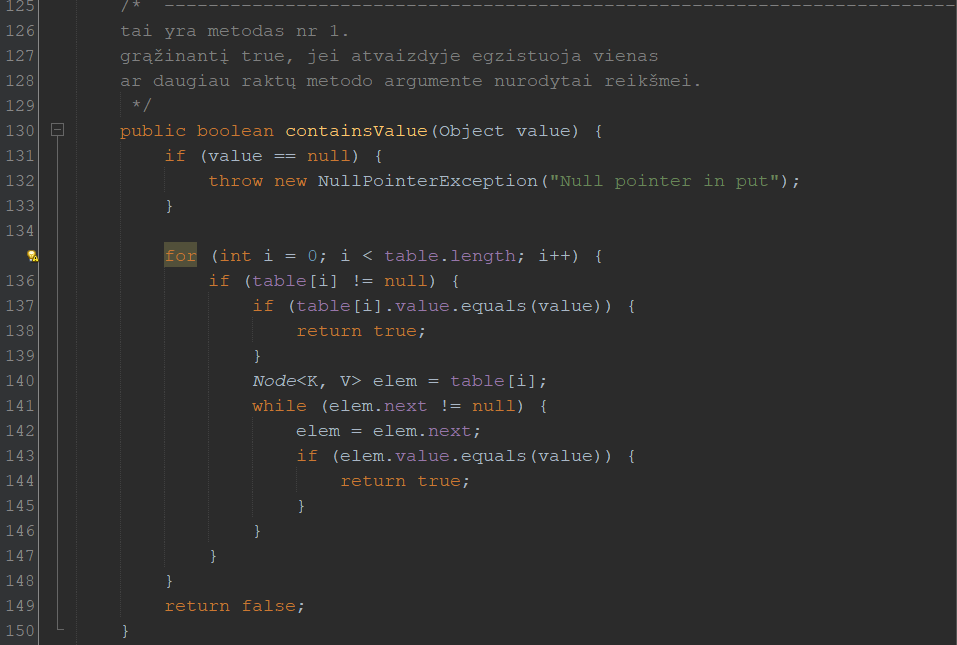 125 /* ------------------------------------------------------------------------
126 tai yra metodas nr 1.
127 grąžinantį true, jei atvaizdyje egzistuoja vienas
128 ar daugiau raktų metodo argumente nurodytai reikšmei.
129 */
130 public boolean containsValue(Object value) {
131 if (value == null) {
132 throw new NullPointerException("Null pointer in put");
133 }
134
for (int i = 0; i < table.length; i++) {
136 if (table[i] != null) {
137 if (table[i].value.equals(value)) {
138 return true;
139 }
140 Node<K, V> elem = table[i];
141 while (elem.next != null) {
142 elem = elem.next;
143 if (elem.value.equals(value)) {
144 return true;
145 }
146 }
147 }
148 }
149 return false;
150 }